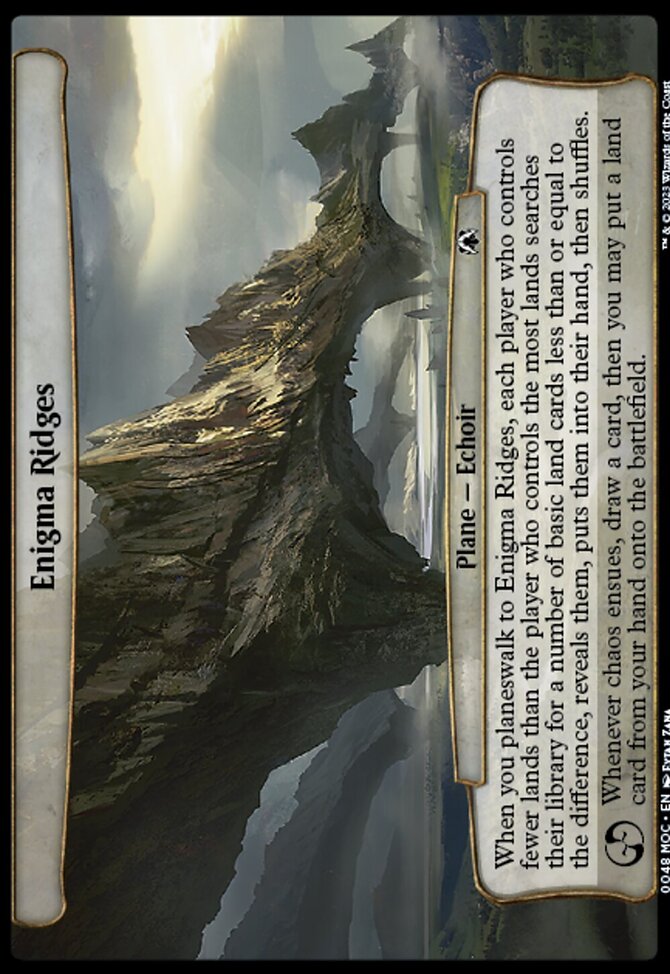 Enigma Ridges
Plane — Echoir
When you planeswalk to Enigma Ridges, each player who controls
fewer lands than the player who controls the most lands searches
their library for a number of basic land cards less than or equal to
the difference, reveals them, puts them into their hand, then shuffles.
Whenever chaos ensues, draw a card, then you may put a land
card from your hand onto the battlefield.
0048 MOC • EN
™ & © 2023 Wizards of the Coast